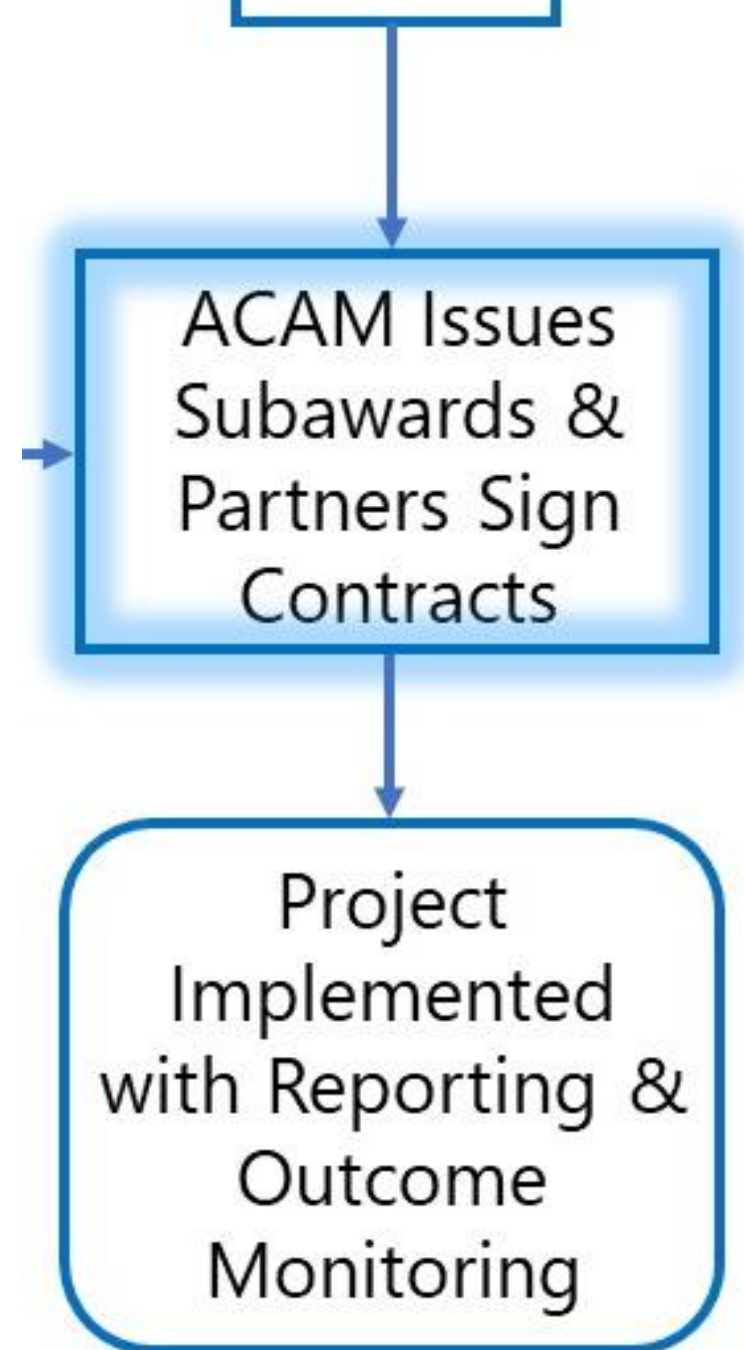 ACAM Issues
Subawards &
Partners Sign
Contracts
Project
Implemented
with Reporting &
Outcome
Monitoring